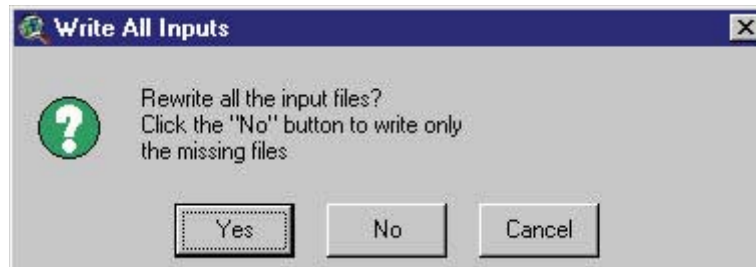 Write All Inputs
Rewrite all the input files?
Click the "No" button to write only
the missing files
Yes No Cancel